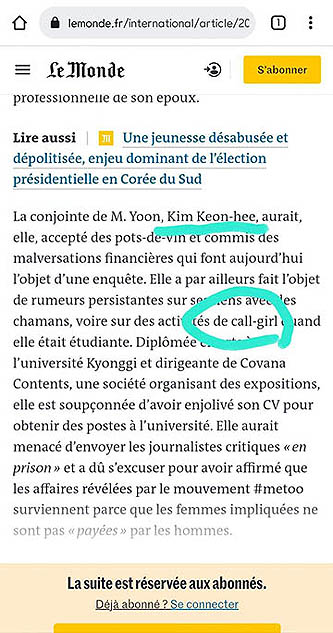 lemonde.fr/international/article/20
1
Le Monde
S'abonner
professionnelle de son époux.
Lire aussi | Une jeunesse désabusée et
dépolitisée, enjeu dominant de l'élection
présidentielle en Corée du Sud
La conjointe de M. Yoon, Kim Keon-hee, aurait,
elle, accepté des pots-de-vin et commis des
malversations financières qui font aujourd'hui
l'objet d'une enquête. Elle a par ailleurs fait l'objet
de rumeurs persistantes sur ses liens avec les
chamans, voire sur des activités de call-girl quand
elle était étudiante. Diplômée
l'université Kyonggi et dirigeante de Covana
Contents, une société organisant des expositions,
elle est soupçonnée d'avoir enjolivé son CV pour
obtenir des postes à l'université. Elle aurait
menacé d'envoyer les journalistes critiques « en
prison » et a dû s'excuser pour avoir affirmé que
les affaires révélées par le mouvement #metoo
surviennent parce que les femmes impliquées ne
sont pas « payées » par les hommes.
La suite est réservée aux abonnés.
Déjà abonné ? Se connecter